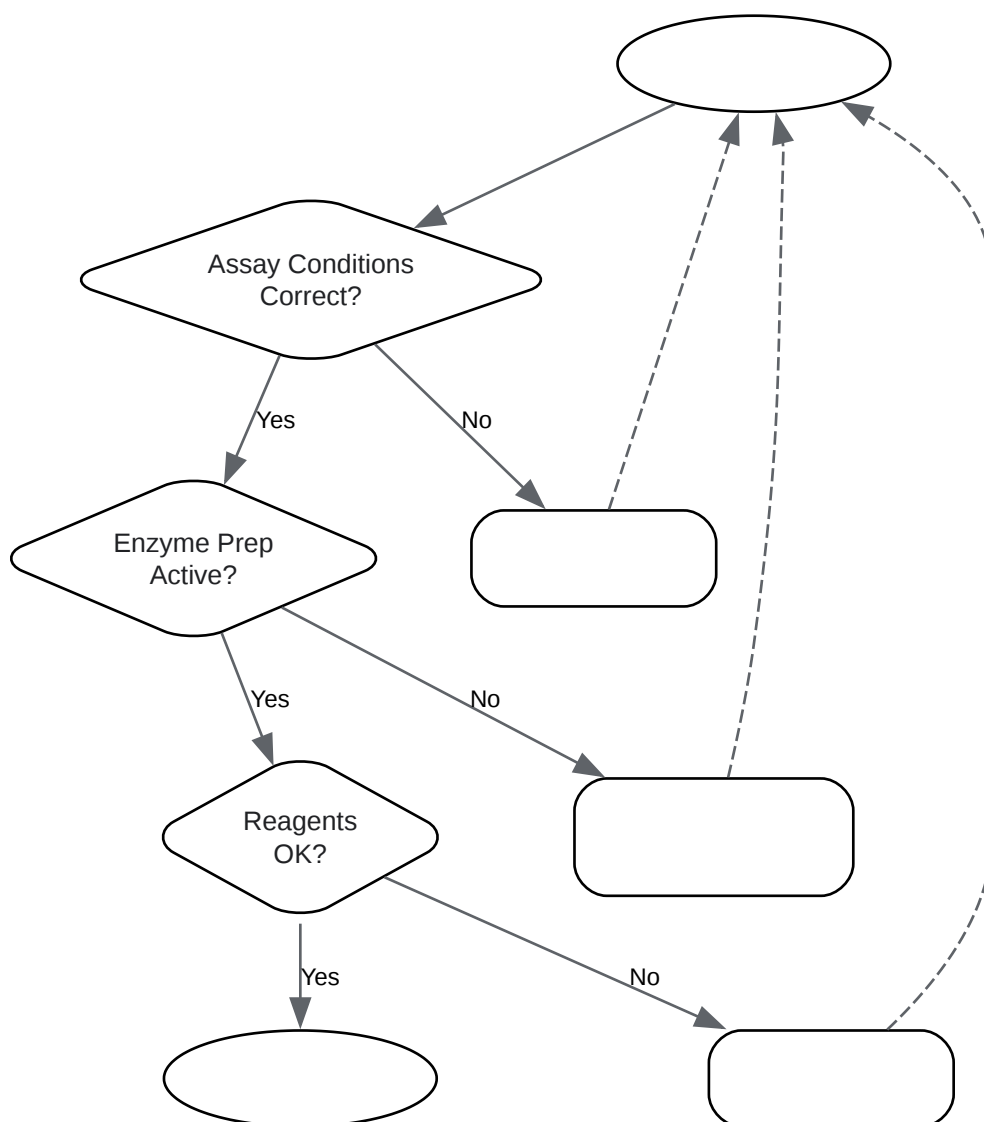 Assay Conditions
Correct?
Yes
No
Enzyme Prep
Active?
Yes
No
Reagents
OK?
Yes
No